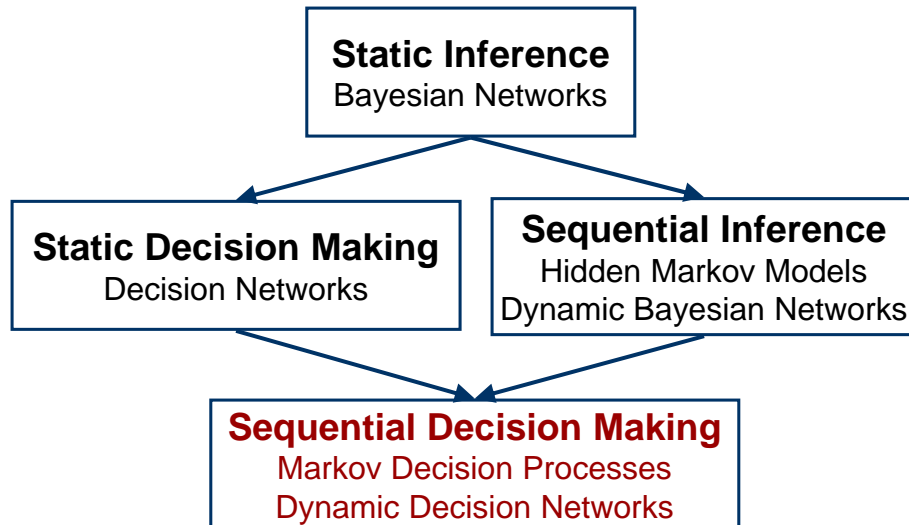 Static Inference
Bayesian Networks
Static Decision Making
Decision Networks
Sequential Inference
Hidden Markov Models
Dynamic Bayesian Networks
Sequential Decision Making
Markov Decision Processes
Dynamic Decision Networks